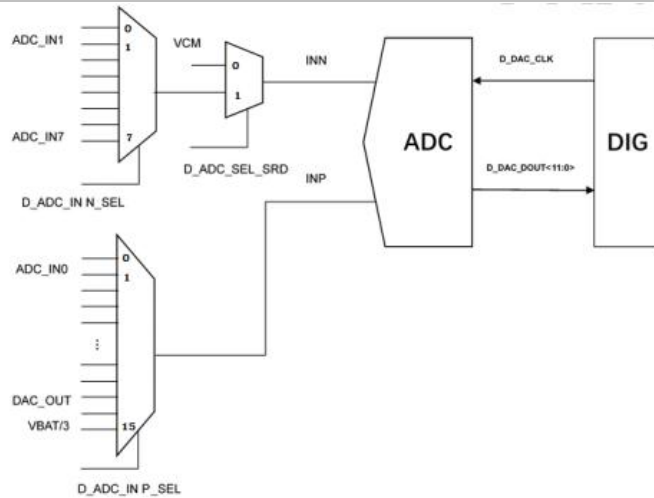 ADC_IN1
0
1
ADC_IN7
7
D_ADC_IN N_SEL
VCM
0
1
D_ADC_SEL_SRD
INN
INP
ADC
D_DAC_CLK
D_DAC_DOUT<11:0>
DIG
ADC_IN0
0
1
...
DAC_OUT
VBAT/3
15
D_ADC_IN P_SEL